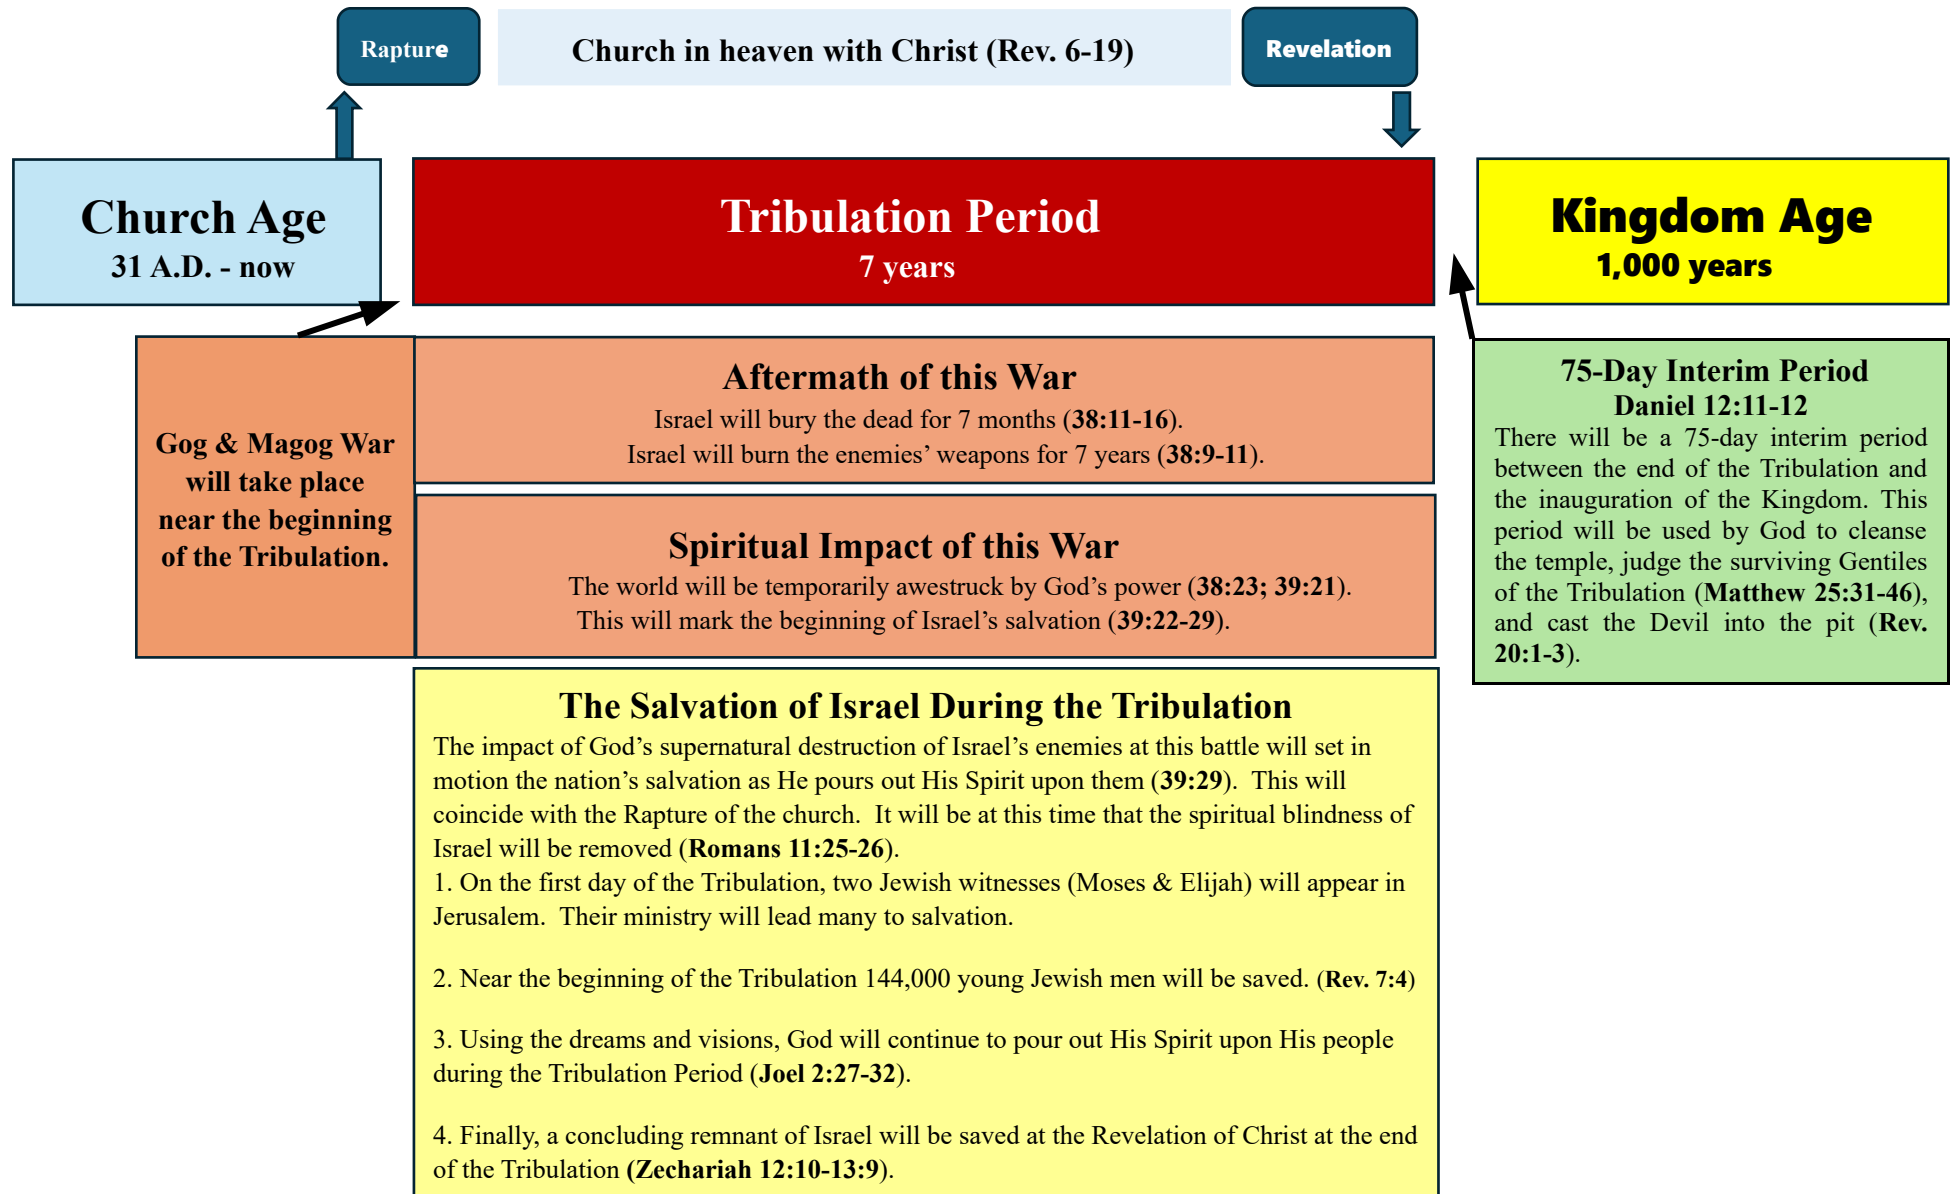 Rapture
Church in heaven with Christ (Rev. 6-19)
Revelation
Church Age
31 A.D. - now
Tribulation Period
7 years
Kingdom Age
1,000 years
Gog & Magog War
will take place
near the beginning
of the Tribulation.
Aftermath of this War
Israel will bury the dead for 7 months (38:11-16).
Israel will burn the enemies’ weapons for 7 years (38:9-11).
Spiritual Impact of this War
The world will be temporarily awestruck by God’s power (38:23; 39:21).
This will mark the beginning of Israel’s salvation (39:22-29).
75-Day Interim Period
Daniel 12:11-12
There will be a 75-day interim period
between the end of the Tribulation and
the inauguration of the Kingdom. This
period will be used by God to cleanse
the temple, judge the surviving Gentiles
of the Tribulation (Matthew 25:31-46),
and cast the Devil into the pit (Rev.
20:1-3).
The Salvation of Israel During the Tribulation
The impact of God’s supernatural destruction of Israel’s enemies at this battle will set in
motion the nation’s salvation as He pours out His Spirit upon them (39:29).  This will
coincide with the Rapture of the church.  It will be at this time that the spiritual blindness of
Israel will be removed (Romans 11:25-26).
1. On the first day of the Tribulation, two Jewish witnesses (Moses & Elijah) will appear in
Jerusalem.  Their ministry will lead many to salvation.
2. Near the beginning of the Tribulation 144,000 young Jewish men will be saved. (Rev. 7:4)
3. Using the dreams and visions, God will continue to pour out His Spirit upon His people
during the Tribulation Period (Joel 2:27-32).
4. Finally, a concluding remnant of Israel will be saved at the Revelation of Christ at the end
of the Tribulation (Zechariah 12:10-13:9).